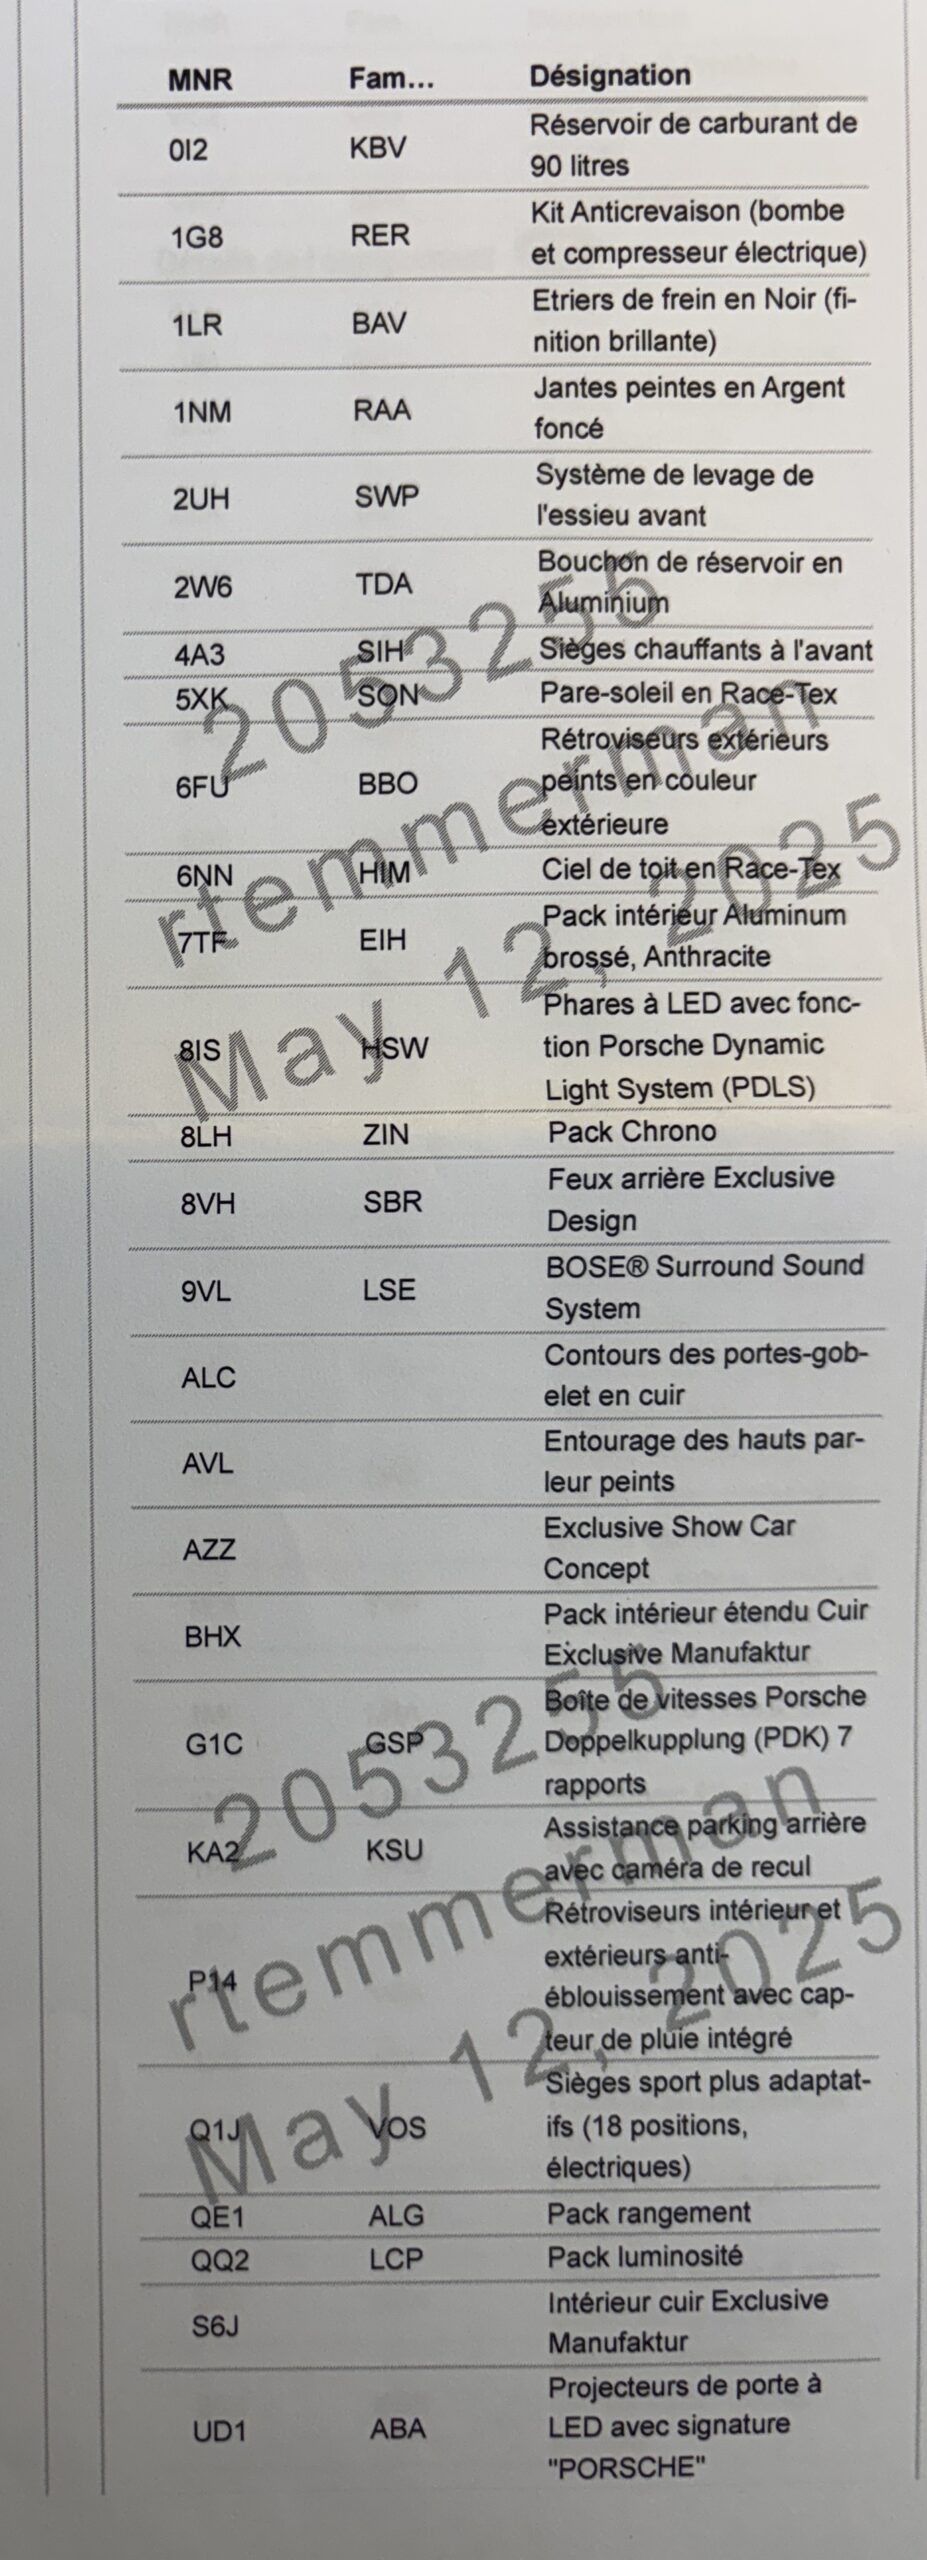 MNR Fam... Désignation
0I2 KBV Réservoir de carburant de
90 litres
1G8 RER Kit Anticrevaison (bombe
et compresseur électrique)
1LR BAV Etriers de frein en Noir (fi-
nition brillante)
1NM RAA Jantes peintes en Argent
foncé
2UH SWP Système de levage de
l'essieu avant
2W6 TDA Bouchon de réservoir en
Aluminium
4A3 SIH Sièges chauffants à l'avant
5XK SON Pare-soleil en Race-Tex
6FU BBO Rétroviseurs extérieurs
peints en couleur
extérieure
6NN HIM Ciel de toit en Race-Tex
7TF EIH Pack intérieur Aluminum
brossé, Anthracite
8IS HSW Phares à LED avec fonc-
tion Porsche Dynamic
Light System (PDLS)
8LH ZIN Pack Chrono
8VH SBR Feux arrière Exclusive
Design
9VL LSE BOSE® Surround Sound
System
ALC Contours des portes-gob-
elet en cuir
AVL Entourage des hauts par-
leur peints
AZZ Exclusive Show Car
Concept
BHX Pack intérieur étendu Cuir
Exclusive Manufaktur
G1C GSP Boîte de vitesses Porsche
Doppelkupplung (PDK) 7
rapports
KA2 KSU Assistance parking arrière
avec caméra de recul
P14 Rétroviseurs intérieur et
extérieurs anti-
éblouissement avec cap-
teur de pluie intégré
Q1J VOS Sièges sport plus adaptat-
ifs (18 positions,
électriques)
QE1 ALG Pack rangement
QQ2 LCP Pack luminosité
S6J Intérieur cuir Exclusive
Manufaktur
UD1 ABA Projecteurs de porte à
LED avec signature
"PORSCHE"
2053255
rtemmerman
May 12, 2025
2053255
rtemmerman
May 12, 2025